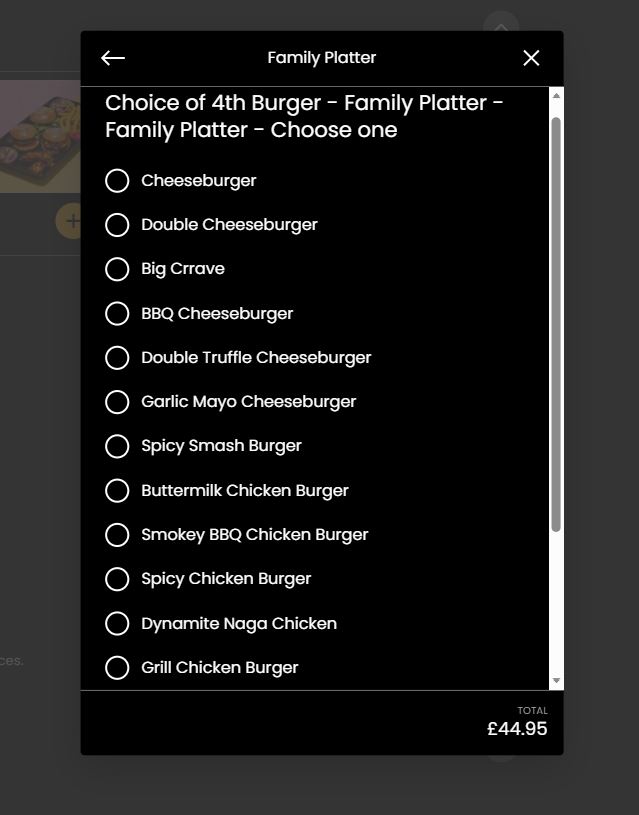 Family Platter
Choice of 4th Burger - Family Platter -
Family Platter - Choose one
Cheeseburger
Double Cheeseburger
Big Crrave
BBQ Cheeseburger
Double Truffle Cheeseburger
Garlic Mayo Cheeseburger
Spicy Smash Burger
Buttermilk Chicken Burger
Smokey BBQ Chicken Burger
Spicy Chicken Burger
Dynamite Naga Chicken
Grill Chicken Burger
ces.
TOTAL
£44.95